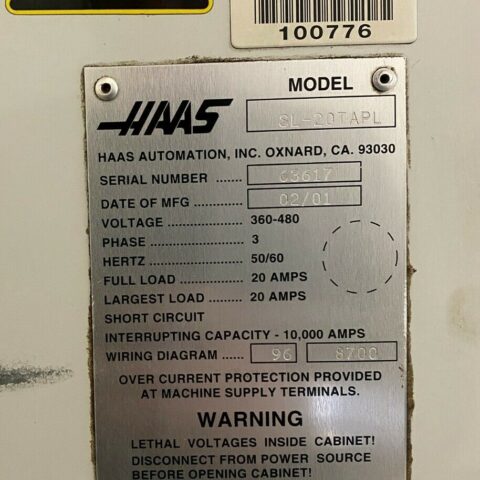 100776
HAAS
MODEL
SL-20TAPL
HAAS AUTOMATION, INC. OXNARD, CA. 93030
SERIAL NUMBER ...... 63617
DATE OF MFG ............ 02/01
VOLTAGE .................... 360-480
PHASE ......................... 3
HERTZ ......................... 50/60
FULL LOAD ................. 20 AMPS
LARGEST LOAD ......... 20 AMPS
SHORT CIRCUIT
INTERRUPTING CAPACITY - 10,000 AMPS
WIRING DIAGRAM ...... 96 8700
OVER CURRENT PROTECTION PROVIDED
AT MACHINE SUPPLY TERMINALS.
WARNING
LETHAL VOLTAGES INSIDE CABINET!
DISCONNECT FROM POWER SOURCE
BEFORE OPENING CABINET!